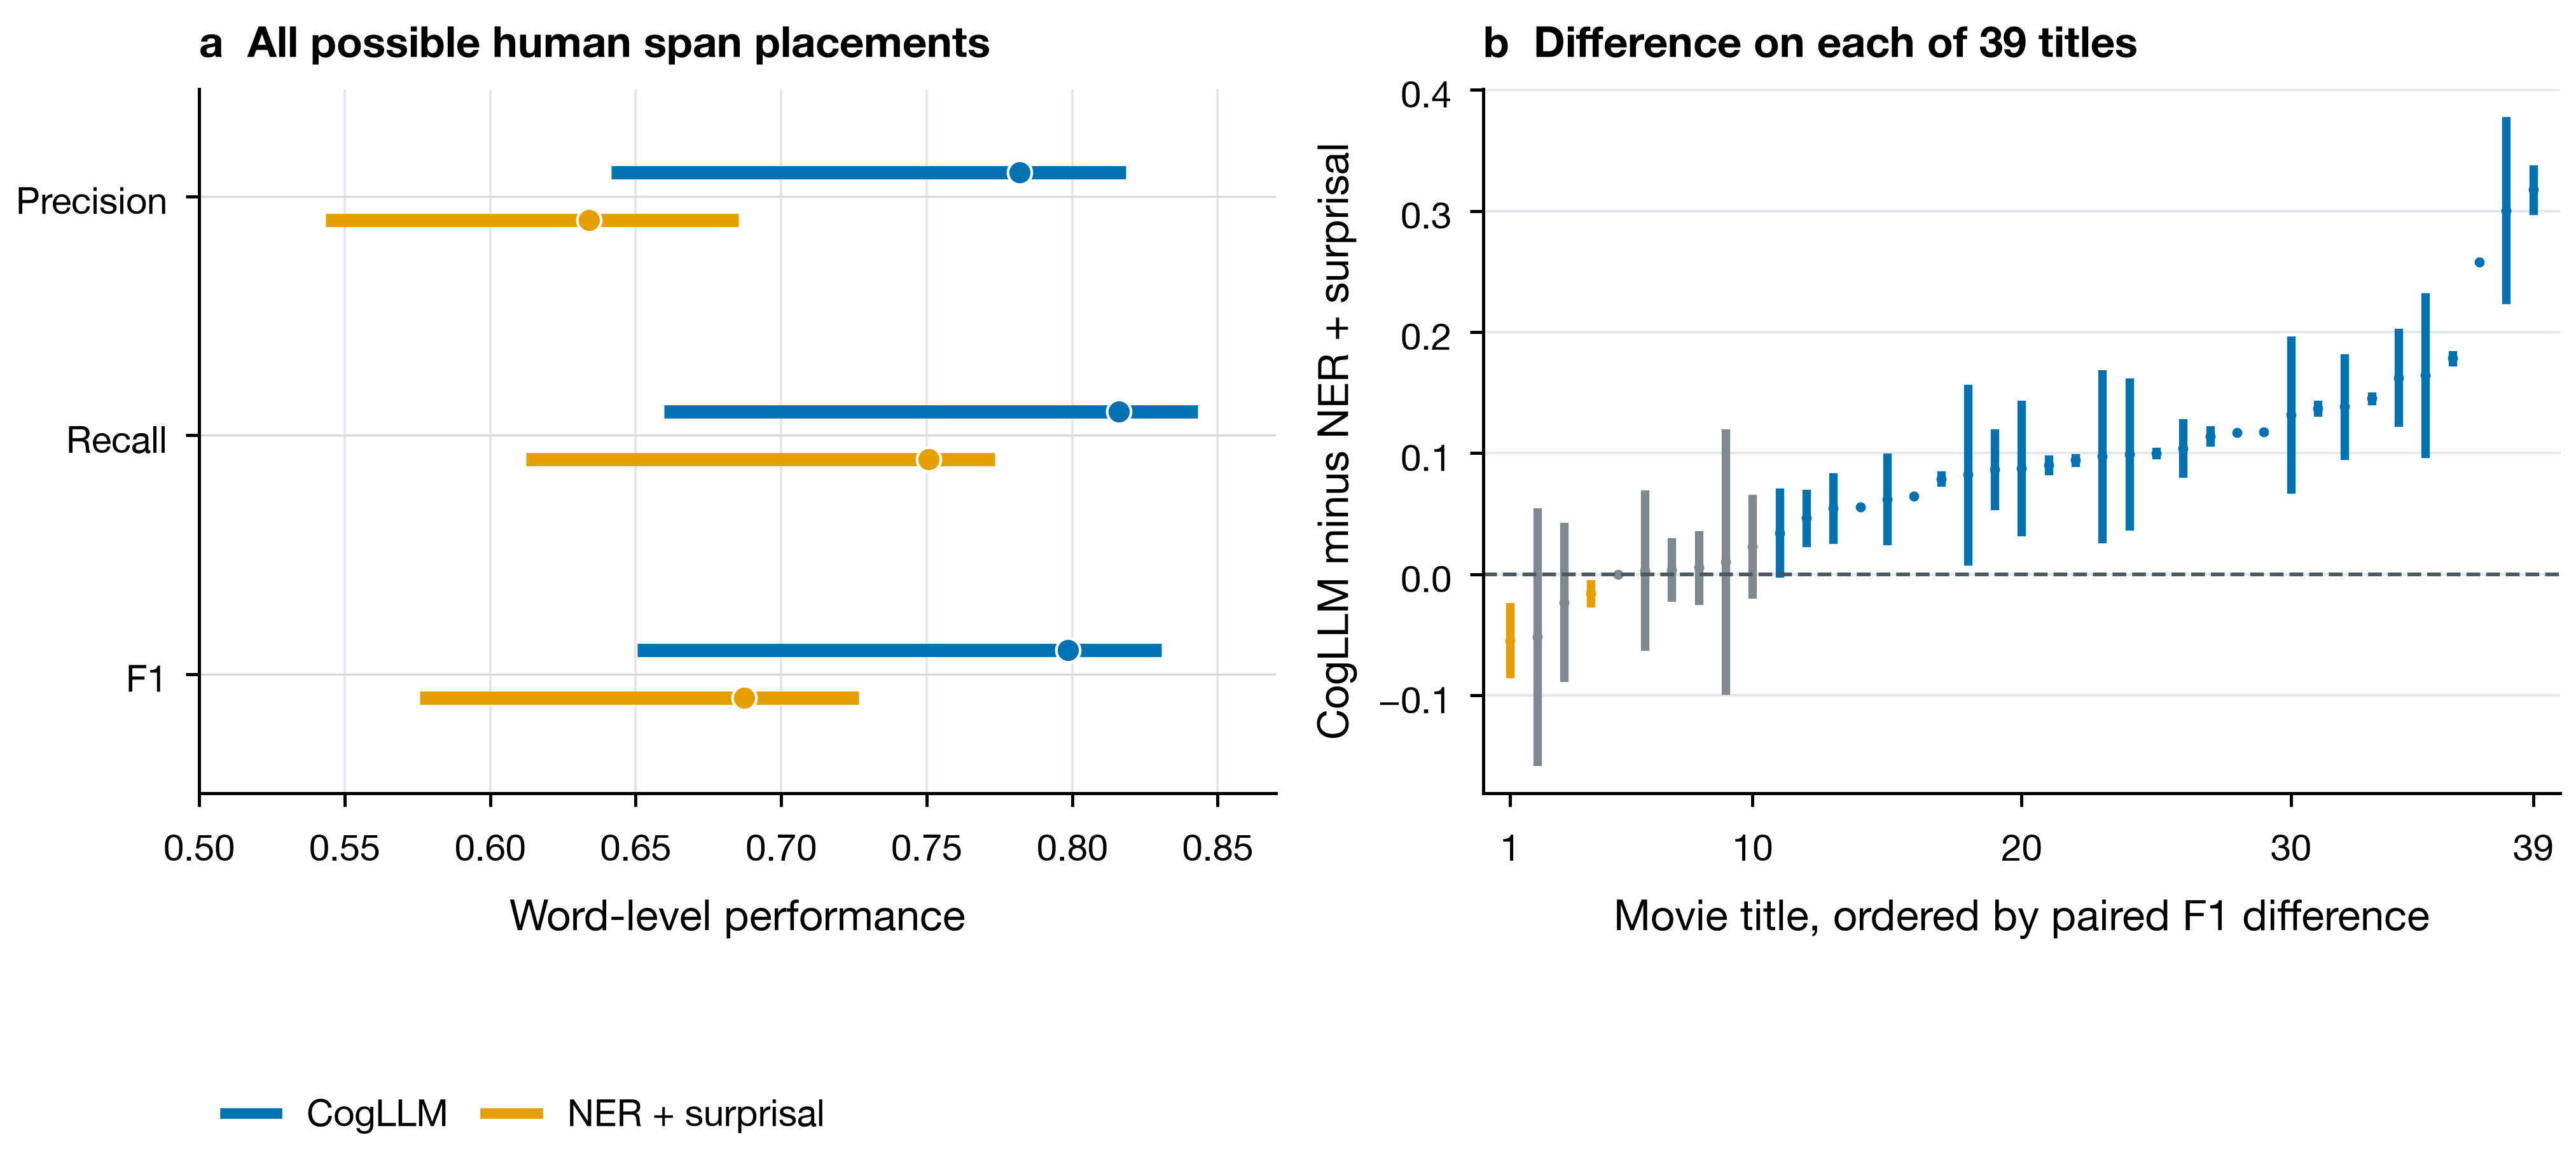 a All possible human span placements
Precision
Recall
F1
0.50 0.55 0.60 0.65 0.70 0.75 0.80 0.85
Word-level performance
CogLLM NER + surprisal
b Difference on each of 39 titles
CogLLM minus NER + surprisal
0.4
0.3
0.2
0.1
0.0
−0.1
1 10 20 30 39
Movie title, ordered by paired F1 difference